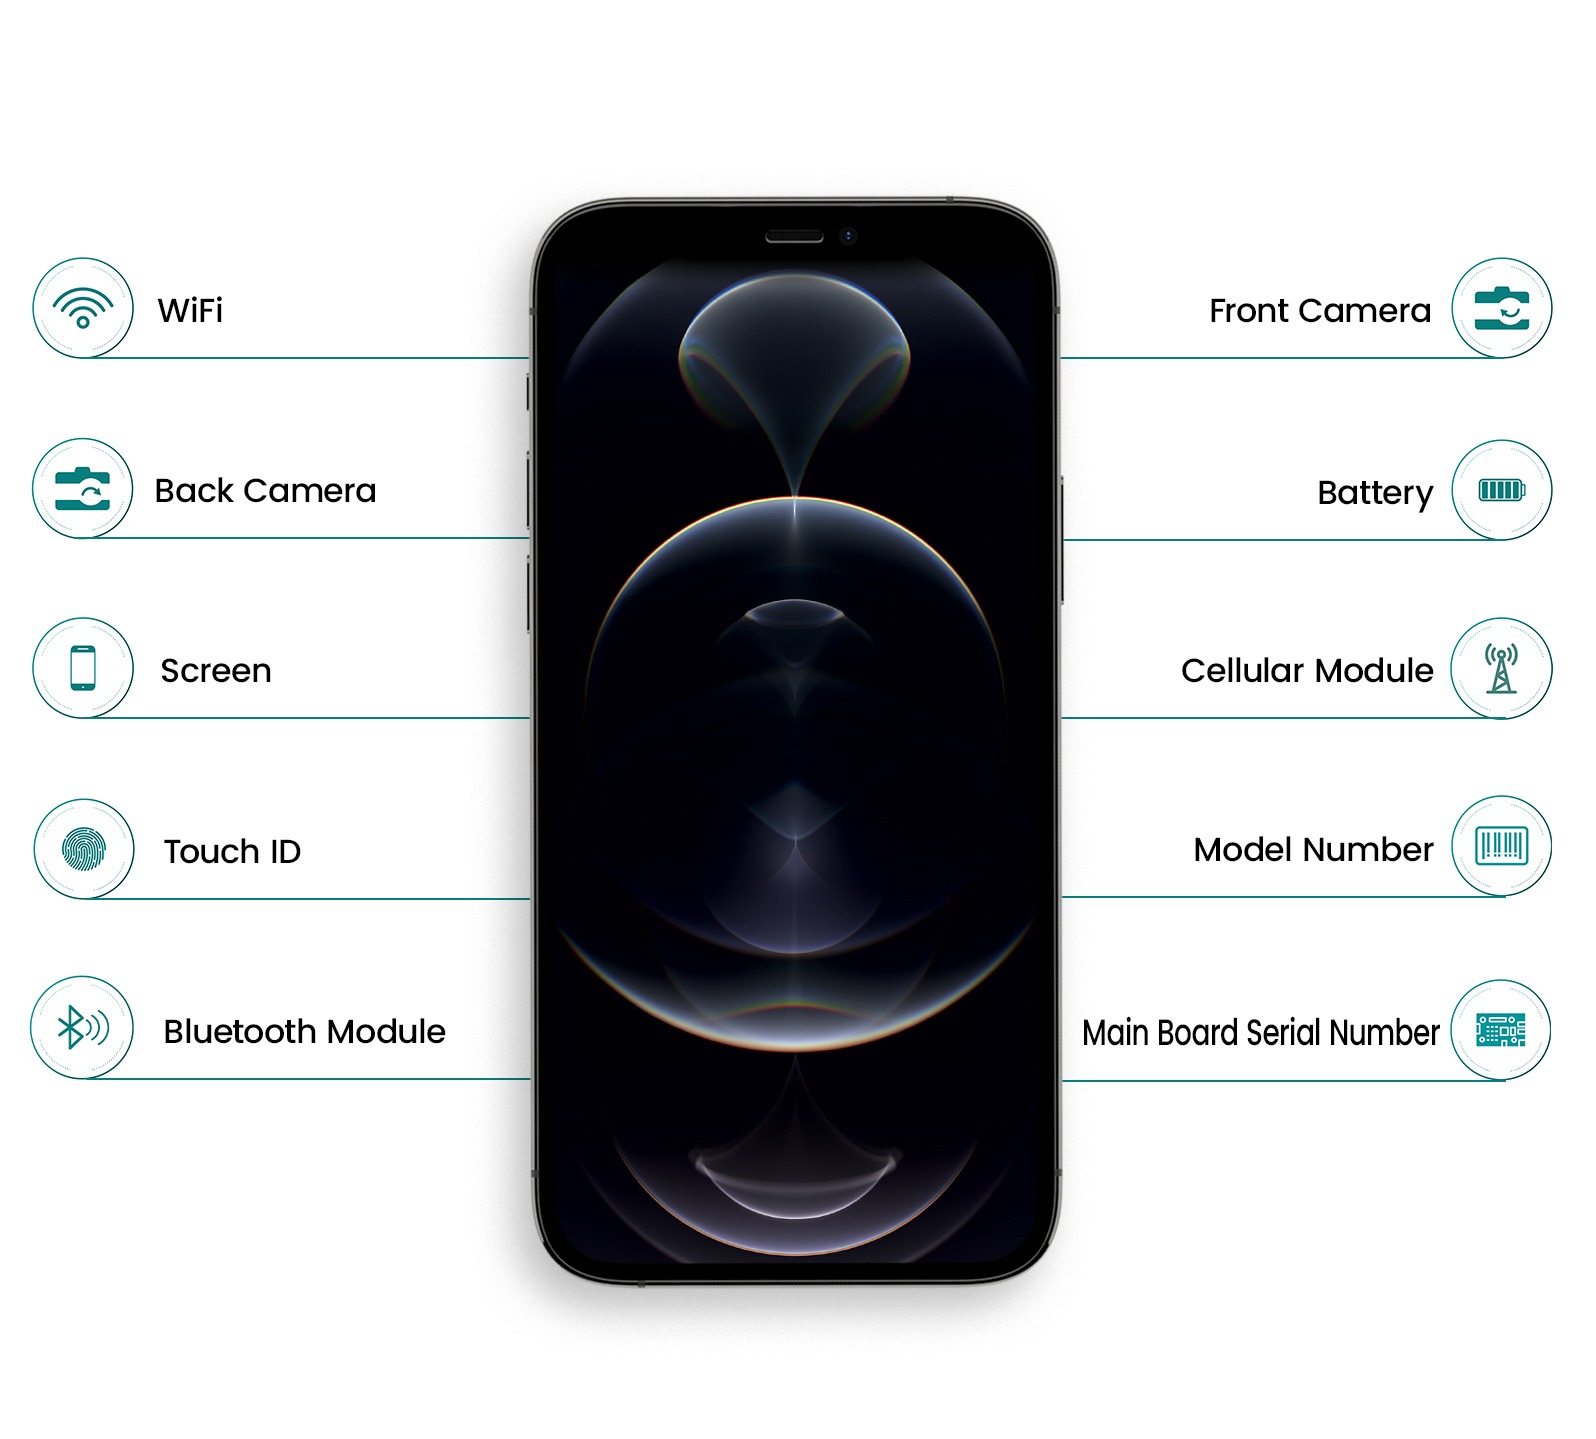 WiFi
Front Camera
Back Camera
Battery
Screen
Cellular Module
Touch ID
Model Number
Bluetooth Module
Main Board Serial Number